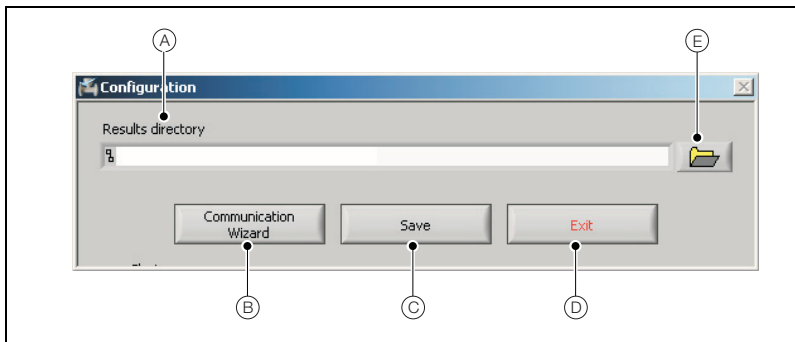 A
E
Configuration
Results directory
Communication
Wizard
Save
Exit
B
C
D